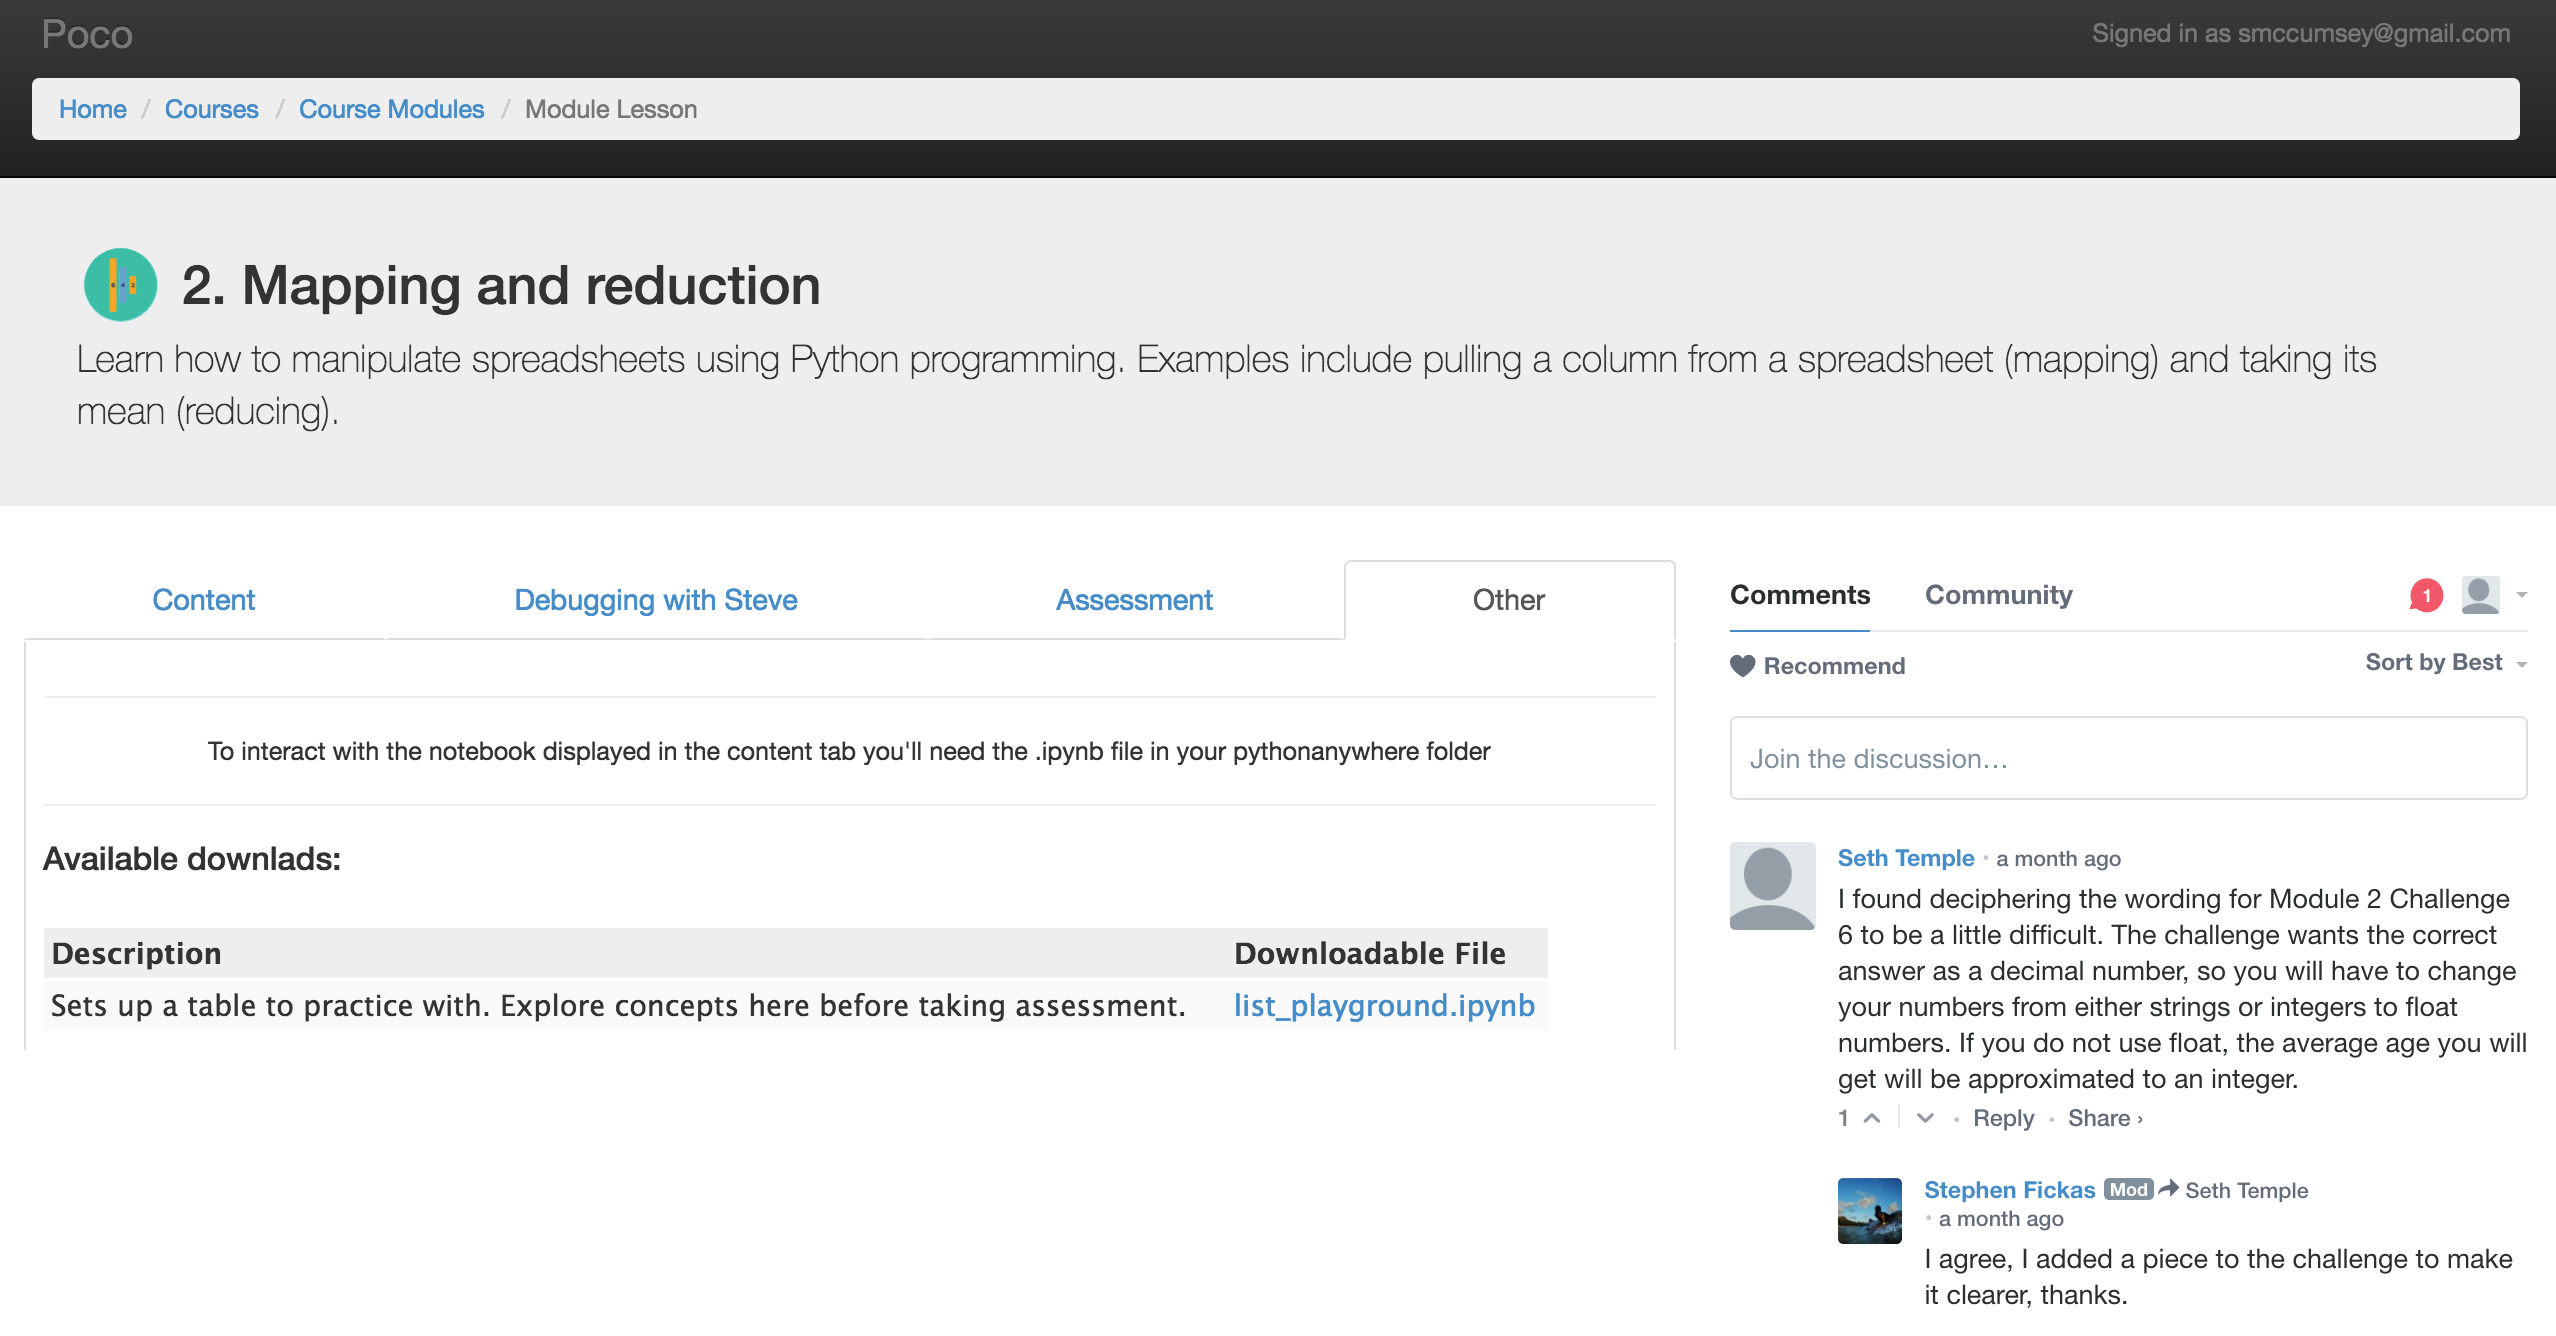 Poco
Signed in as smccumsey@gmail.com
Home / Courses / Course Modules / Module Lesson
2. Mapping and reduction
Learn how to manipulate spreadsheets using Python programming. Examples include pulling a column from a spreadsheet (mapping) and taking its
mean (reducing).
Content
Debugging with Steve
Assessment
Other
To interact with the notebook displayed in the content tab you'll need the .ipynb file in your pythonanywhere folder
Available downlads:
Description
Downloadable File
Sets up a table to practice with. Explore concepts here before taking assessment.
list_playground.ipynb
Comments
Community
1
Recommend
Sort by Best
Join the discussion…
Seth Temple • a month ago
I found deciphering the wording for Module 2 Challenge
6 to be a little difficult. The challenge wants the correct
answer as a decimal number, so you will have to change
your numbers from either strings or integers to float
numbers. If you do not use float, the average age you will
get will be approximated to an integer.
1 • Reply • Share ›
Stephen Fickas Mod Seth Temple
• a month ago
I agree, I added a piece to the challenge to make
it clearer, thanks.